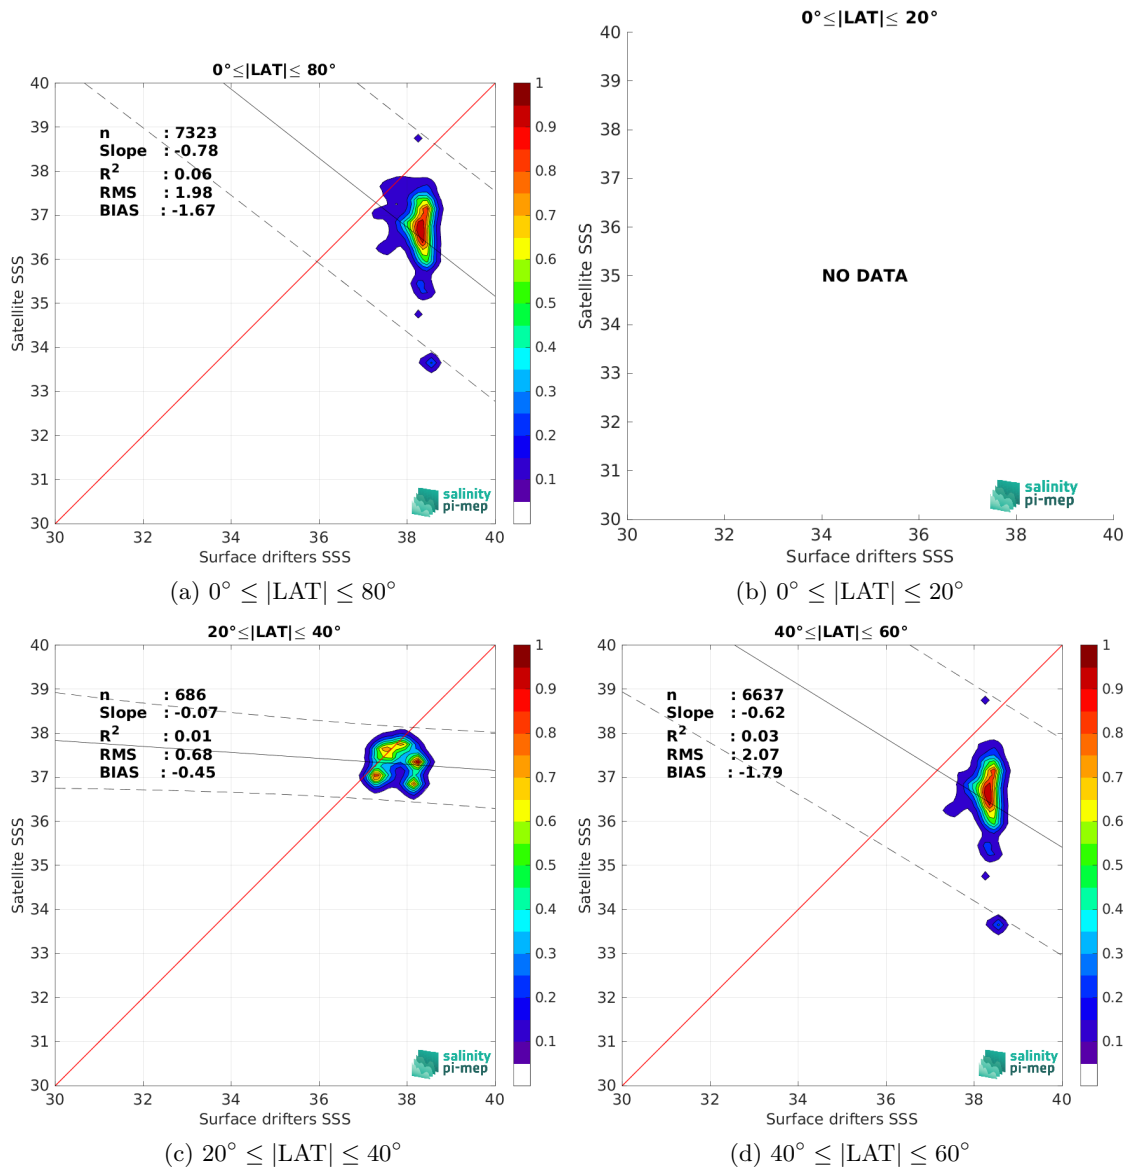 0°≤|LAT|≤ 80°
40
39
38
37
36
35
34
33
32
31
30
Satellite SSS
n : 7323
Slope : -0.78
R² : 0.06
RMS : 1.98
BIAS : -1.67
salinity
pi-mep
30 32 34 36 38 40
Surface drifters SSS
1
0.9
0.8
0.7
0.6
0.5
0.4
0.3
0.2
0.1
(a) 0° ≤ |LAT| ≤ 80°
0°≤|LAT|≤ 20°
40
39
38
37
36
35
34
33
32
31
30
Satellite SSS
NO DATA
salinity
pi-mep
30 32 34 36 38 40
Surface drifters SSS
(b) 0° ≤ |LAT| ≤ 20°
20°≤|LAT|≤ 40°
40
39
38
37
36
35
34
33
32
31
30
Satellite SSS
n : 686
Slope : -0.07
R² : 0.01
RMS : 0.68
BIAS : -0.45
salinity
pi-mep
30 32 34 36 38 40
Surface drifters SSS
1
0.9
0.8
0.7
0.6
0.5
0.4
0.3
0.2
0.1
(c) 20° ≤ |LAT| ≤ 40°
40°≤|LAT|≤ 60°
40
39
38
37
36
35
34
33
32
31
30
Satellite SSS
n : 6637
Slope : -0.62
R² : 0.03
RMS : 2.07
BIAS : -1.79
salinity
pi-mep
30 32 34 36 38 40
Surface drifters SSS
1
0.9
0.8
0.7
0.6
0.5
0.4
0.3
0.2
0.1
(d) 40° ≤ |LAT| ≤ 60°